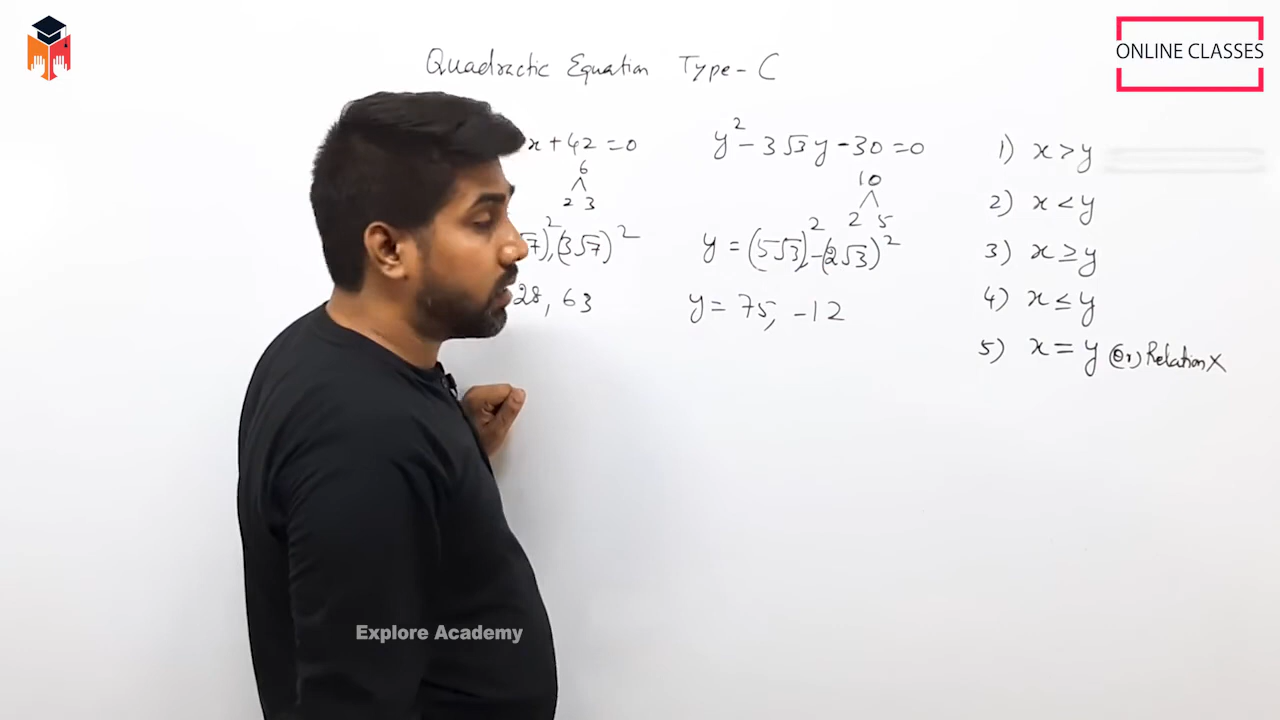 ONLINE CLASSES
Quadractic Equation Type - C
x + 42 = 0
6
2 3
√7)²,(3√7)²
28, 63
y² - 3√3y - 30 = 0
10
2 5
y = (5√3)² - (2√3)²
y = 75, -12
1) x > y
2) x < y
3) x ≥ y
4) x ≤ y
5) x = y (or) Relation X
Explore Academy